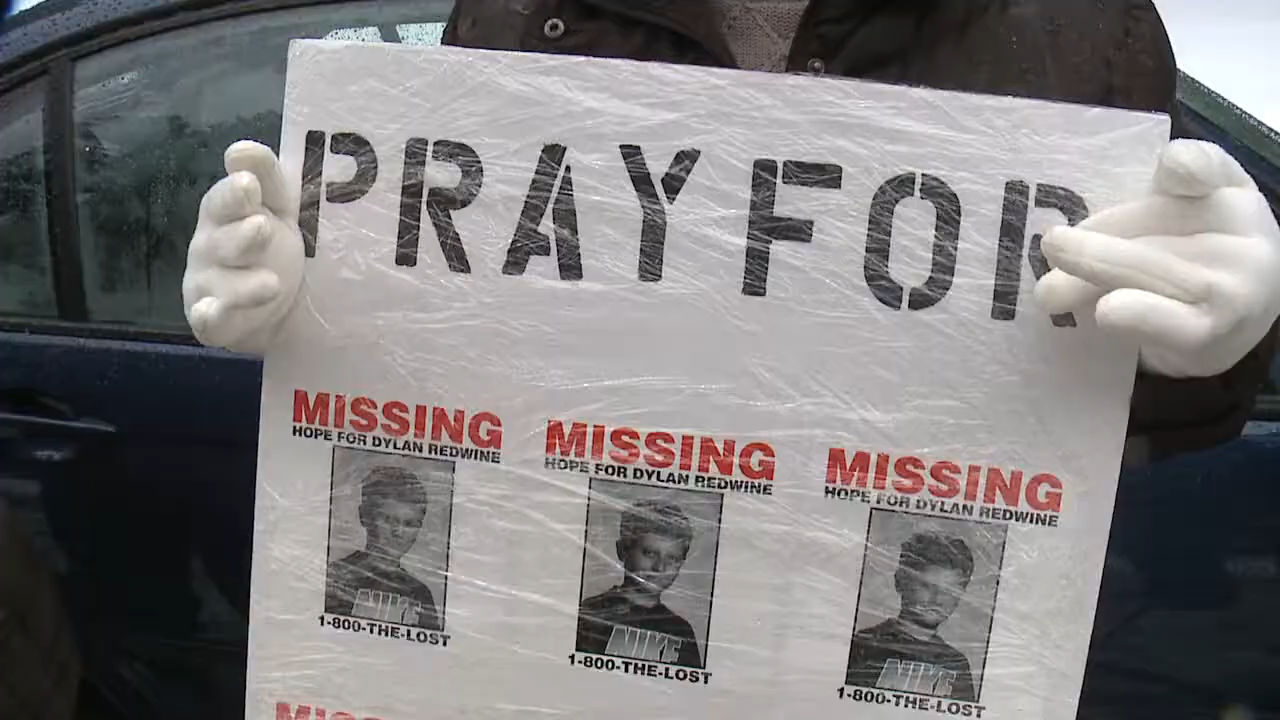 PRAY FOR
MISSING
HOPE FOR DYLAN REDWINE
NIKE
1-800-THE-LOST
MISSING
HOPE FOR DYLAN REDWINE
NIKE
1-800-THE-LOST
MISSING
HOPE FOR DYLAN REDWINE
NIKE
1-800-THE-LOST